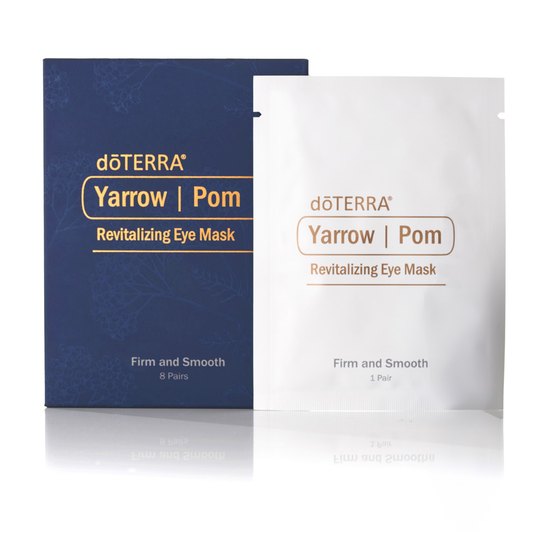 dōTERRA®
Yarrow | Pom
Revitalizing Eye Mask
Firm and Smooth
8 Pairs
dōTERRA®
Yarrow | Pom
Revitalizing Eye Mask
Firm and Smooth
1 Pair